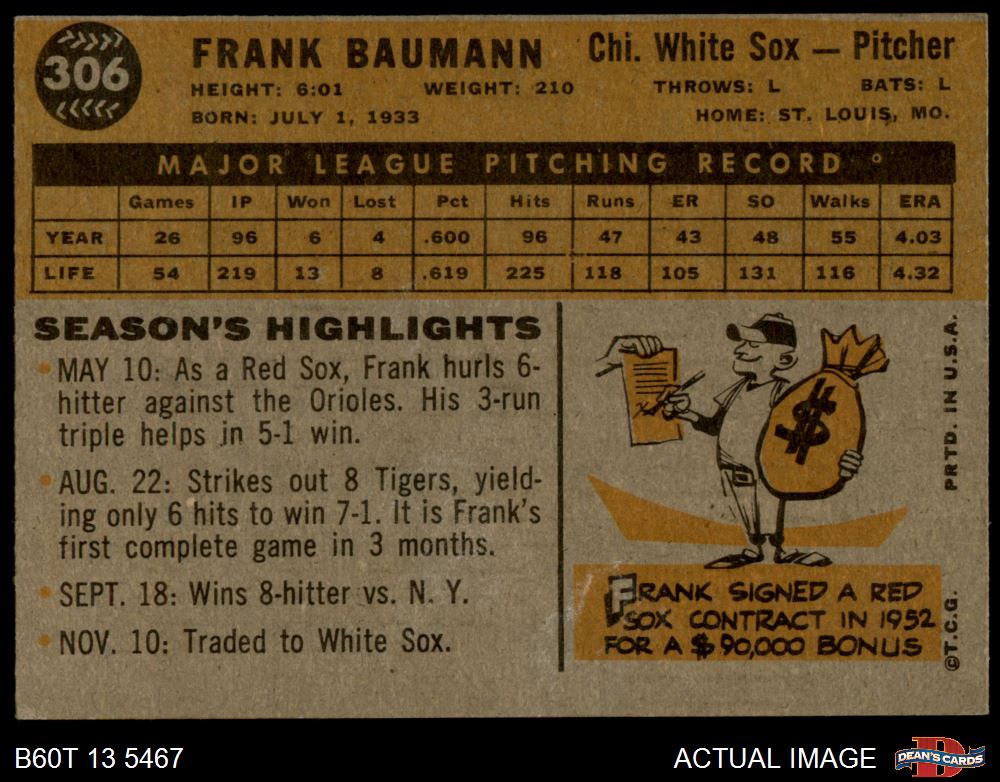 306
FRANK BAUMANN Chi. White Sox — Pitcher
HEIGHT: 6:01 WEIGHT: 210 THROWS: L BATS: L
BORN: JULY 1, 1933 HOME: ST. LOUIS, MO.
MAJOR LEAGUE PITCHING RECORD
Games IP Won Lost Pct Hits Runs ER SO Walks ERA
YEAR 26 96 6 4 .600 96 47 43 48 55 4.03
LIFE 54 219 13 8 .619 225 118 105 131 116 4.32
SEASON'S HIGHLIGHTS
• MAY 10: As a Red Sox, Frank hurls 6-
hitter against the Orioles. His 3-run
triple helps in 5-1 win.
• AUG. 22: Strikes out 8 Tigers, yield-
ing only 6 hits to win 7-1. It is Frank's
first complete game in 3 months.
• SEPT. 18: Wins 8-hitter vs. N. Y.
• NOV. 10: Traded to White Sox.
$
FRANK SIGNED A RED
SOX CONTRACT IN 1952
FOR A $90,000 BONUS
PRTD. IN U.S.A.
©T.C.G.
B60T 13 5467
ACTUAL IMAGE
D
DEAN'S CARDS